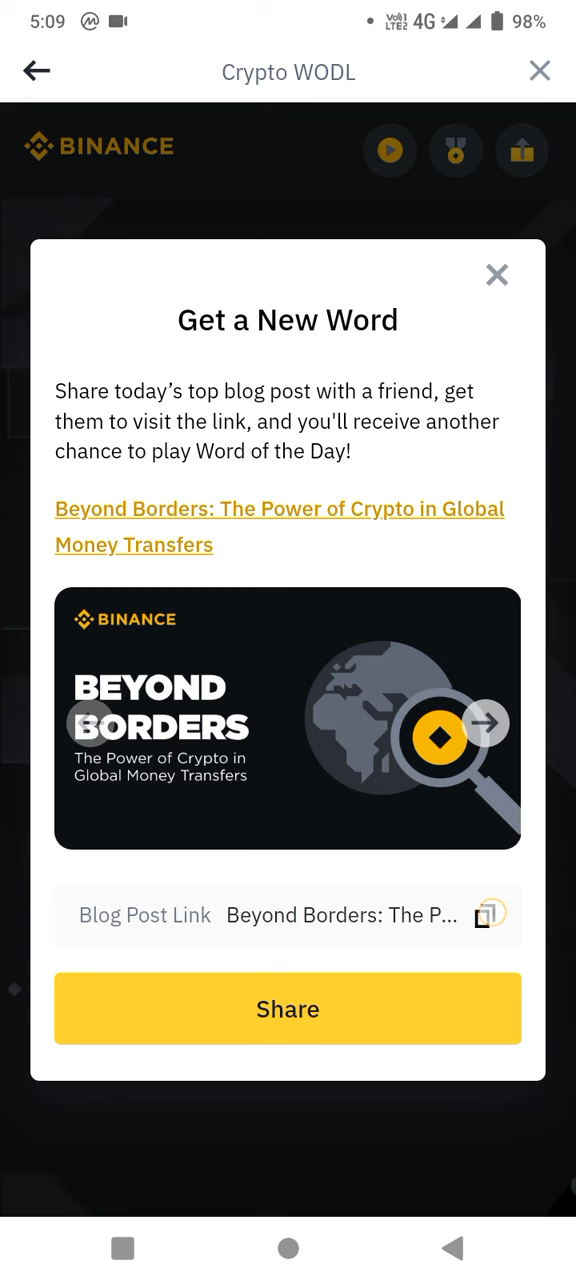 5:09
4G
98%
Crypto WODL
BINANCE
Get a New Word
Share today’s top blog post with a friend, get
them to visit the link, and you'll receive another
chance to play Word of the Day!
Beyond Borders: The Power of Crypto in Global
Money Transfers
BINANCE
BEYOND
BORDERS
The Power of Crypto in
Global Money Transfers
Blog Post Link Beyond Borders: The P...
Share